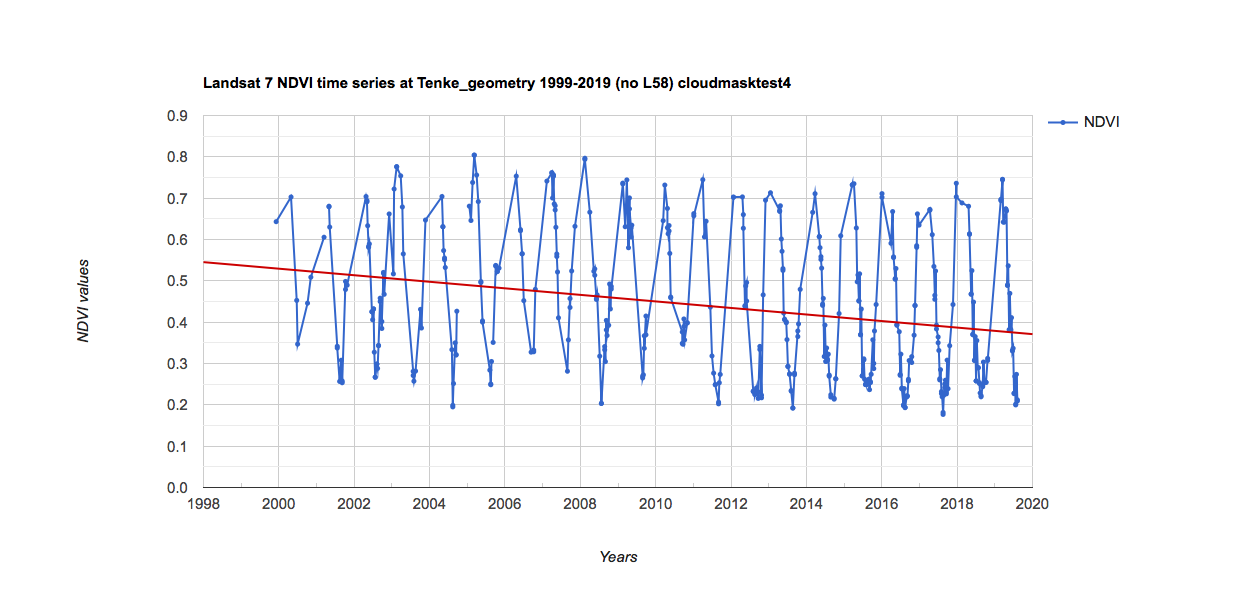 Landsat 7 NDVI time series at Tenke_geometry 1999-2019 (no L58) cloudmasktest4
0.9
NDVI
0.8
0.7
0.6
0.5
0.4
0.3
0.2
0.1
0.0
NDVI values
1998 2000 2002 2004 2006 2008 2010 2012 2014 2016 2018 2020
Years